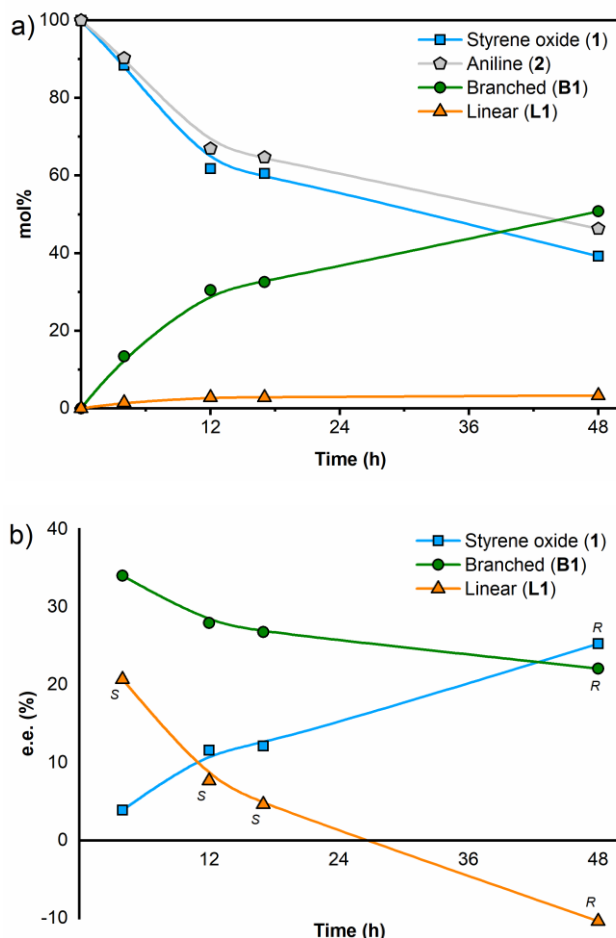 a)
100
80
60
40
20
0
mol%
Styrene oxide (1)
Aniline (2)
Branched (B1)
Linear (L1)
12
24
36
48
Time (h)
b)
40
30
20
10
0
-10
e.e. (%)
Styrene oxide (1)
Branched (B1)
Linear (L1)
R
R
S
S
S
R
12
24
36
48
Time (h)